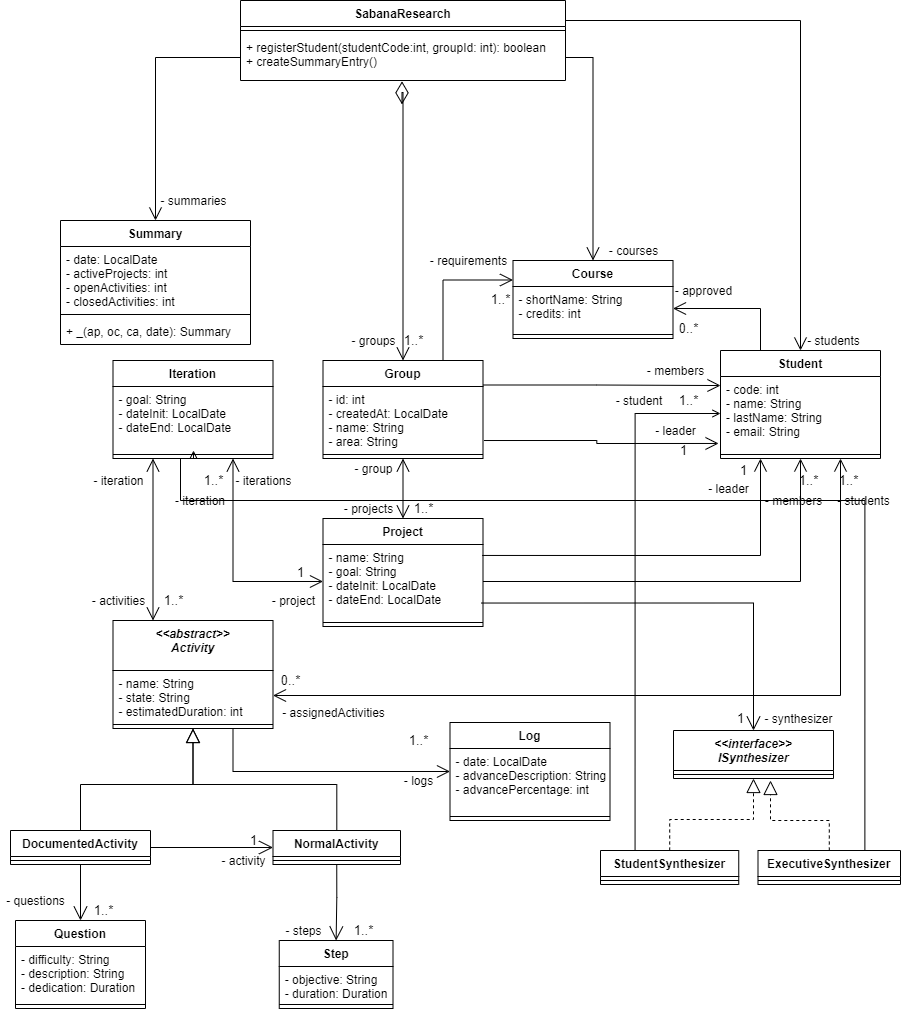 SabanaResearch
+ registerStudent(studentCode:int, groupId: int): boolean
+ createSummaryEntry()
- summaries
Summary
- date: LocalDate
- activeProjects: int
- openActivities: int
- closedActivities: int
+ _(ap, oc, ca, date): Summary
- courses
- requirements
1..*
Course
- shortName: String
- credits: int
- approved
0..*
- students
- groups
1..*
Iteration
- goal: String
- dateInit: LocalDate
- dateEnd: LocalDate
Group
- id: int
- createdAt: LocalDate
- name: String
- area: String
- members
1..*
- student
- leader
1
Student
- code: int
- name: String
- lastName: String
- email: String
- iteration
1..*
- iterations
- iteration
- group
- projects
1..*
1
- leader
1..*
- members
1..*
- students
Project
- name: String
- goal: String
- dateInit: LocalDate
- dateEnd: LocalDate
1
- project
- activities
1..*
<<abstract>>
Activity
- name: String
- state: String
- estimatedDuration: int
0..*
- assignedActivities
1
- synthesizer
<<interface>>
ISynthesizer
1..*
- logs
Log
- date: LocalDate
- advanceDescription: String
- advancePercentage: int
DocumentedActivity
1
- activity
NormalActivity
StudentSynthesizer
ExecutiveSynthesizer
- questions
1..*
Question
- difficulty: String
- description: String
- dedication: Duration
- steps
1..*
Step
- objective: String
- duration: Duration